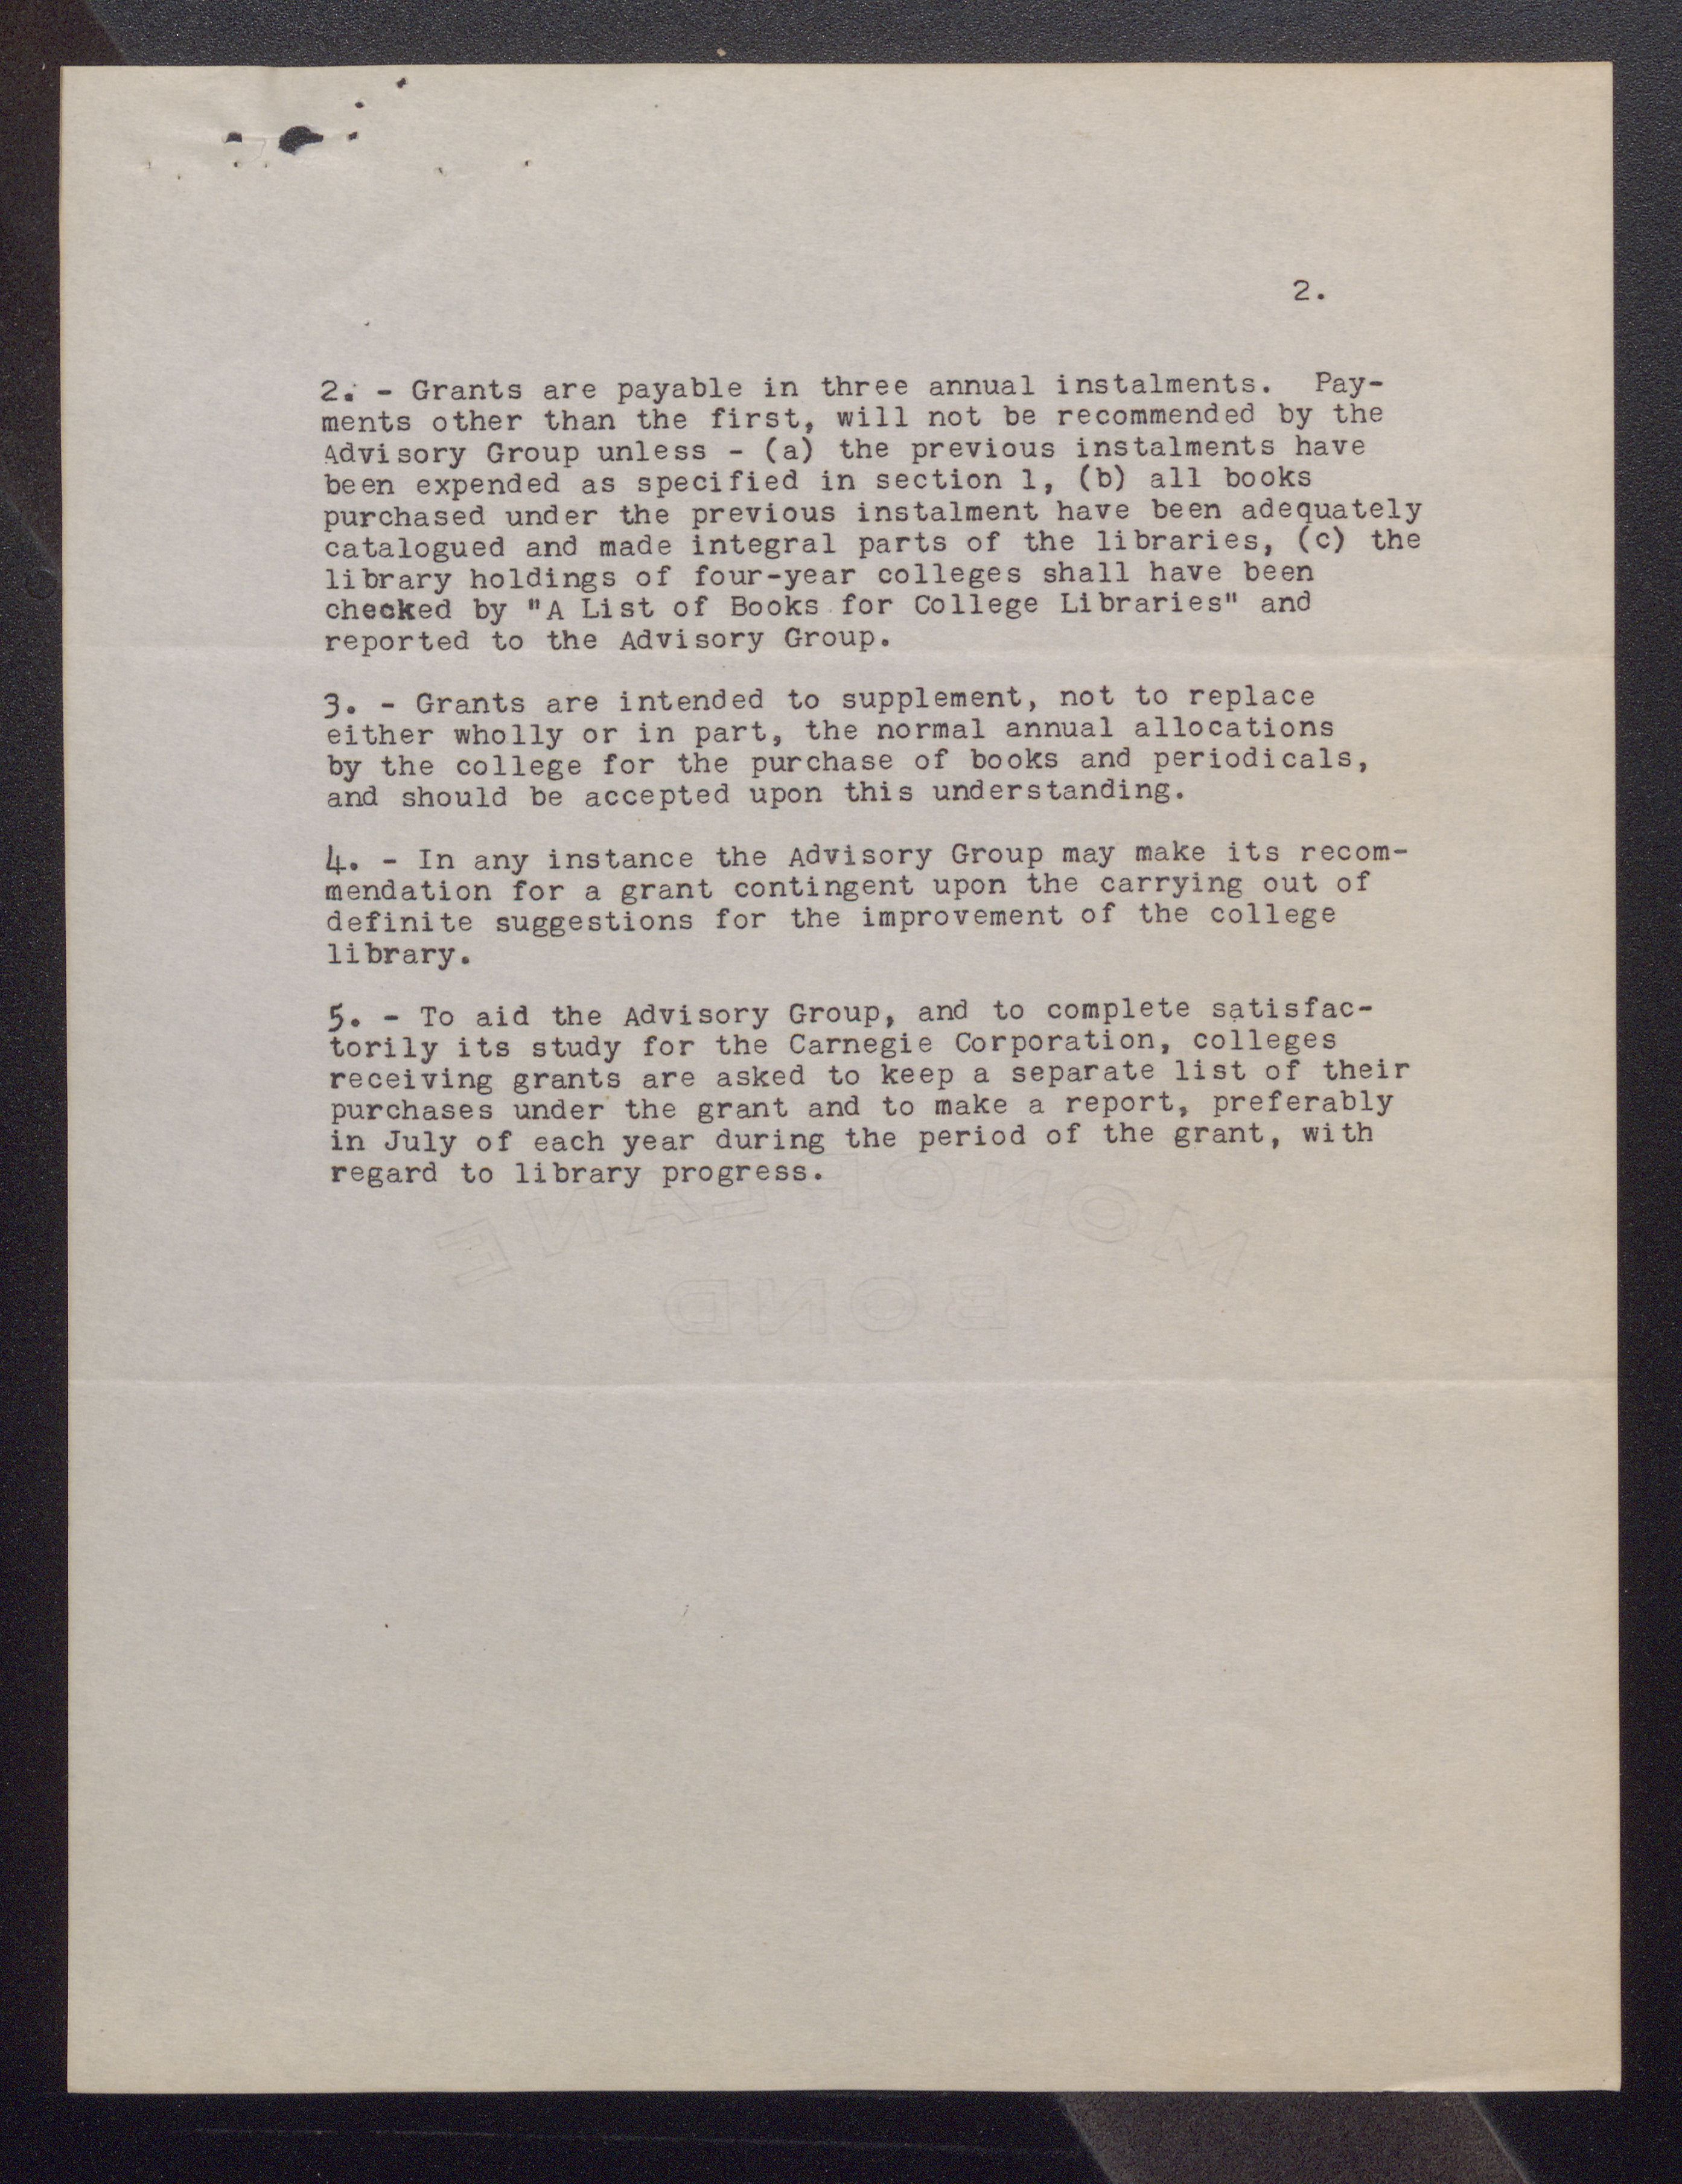 2.
2. - Grants are payable in three annual instalments. Pay-
ments other than the first, will not be recommended by the
Advisory Group unless - (a) the previous instalments have
been expended as specified in section 1, (b) all books
purchased under the previous instalment have been adequately
catalogued and made integral parts of the libraries, (c) the
library holdings of four-year colleges shall have been
checked by "A List of Books for College Libraries" and
reported to the Advisory Group.
3. - Grants are intended to supplement, not to replace
either wholly or in part, the normal annual allocations
by the college for the purchase of books and periodicals,
and should be accepted upon this understanding.
4. - In any instance the Advisory Group may make its recom-
mendation for a grant contingent upon the carrying out of
definite suggestions for the improvement of the college
library.
5. - To aid the Advisory Group, and to complete satisfac-
torily its study for the Carnegie Corporation, colleges
receiving grants are asked to keep a separate list of their
purchases under the grant and to make a report, preferably
in July of each year during the period of the grant, with
regard to library progress.
BOND